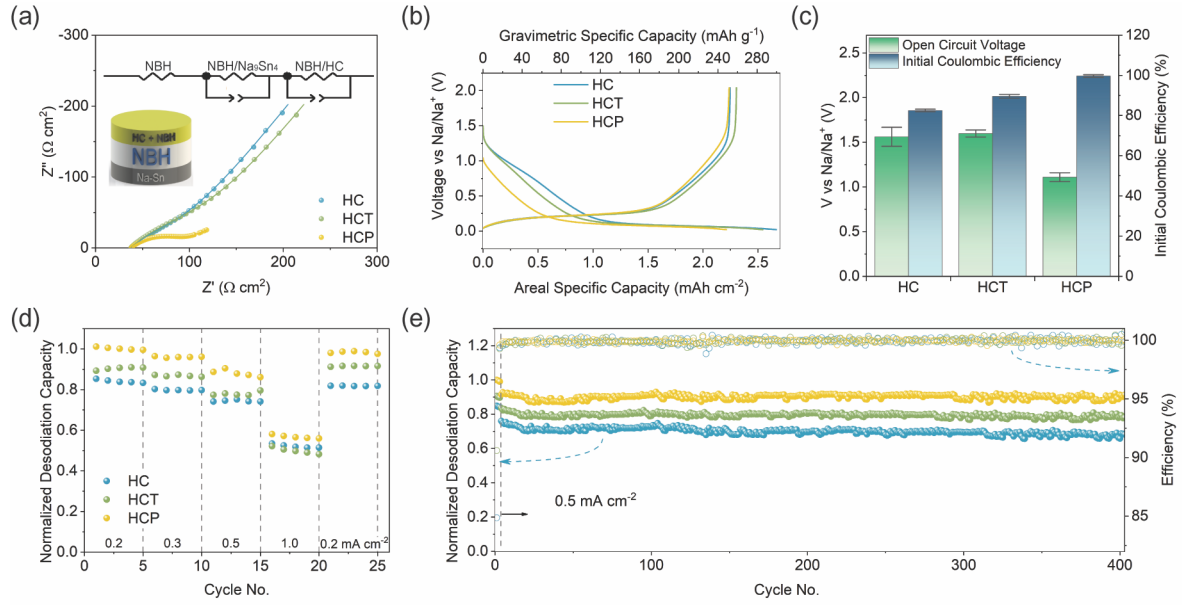 (a)
-300
-200
-100
0
Z'' (Ω cm²)
NBH
NBH/Na₉Sn₄
NBH/HC
HC + NBH
NBH
Na-Sn
HC
HCT
HCP
0 100 200 300
Z' (Ω cm²)
(b)
Gravimetric Specific Capacity (mAh g⁻¹)
0 40 80 120 160 200 240 280
Voltage vs Na/Na⁺ (V)
2.0
1.5
1.0
0.5
0.0
HC
HCT
HCP
0.0 0.5 1.0 1.5 2.0 2.5
Areal Specific Capacity (mAh cm⁻²)
(c)
V vs Na/Na⁺ (V)
2.5
2.0
1.5
1.0
0.5
0.0
Open Circuit Voltage
Initial Coulombic Efficiency
HC HCT HCP
120
100
80
60
40
20
0
Initial Coulombic Efficiency (%)
(d)
Normalized Desodiation Capacity
1.0
0.8
0.6
0.4
0.2
0.0
HC
HCT
HCP
0.2 0.3 0.5 1.0 0.2 mA cm⁻²
0 5 10 15 20 25
Cycle No.
(e)
Normalized Desodiation Capacity
1.2
1.0
0.8
0.6
0.4
0.2
0.0
0.5 mA cm⁻²
0 100 200 300 400
Cycle No.
100
95
90
85
Efficiency (%)